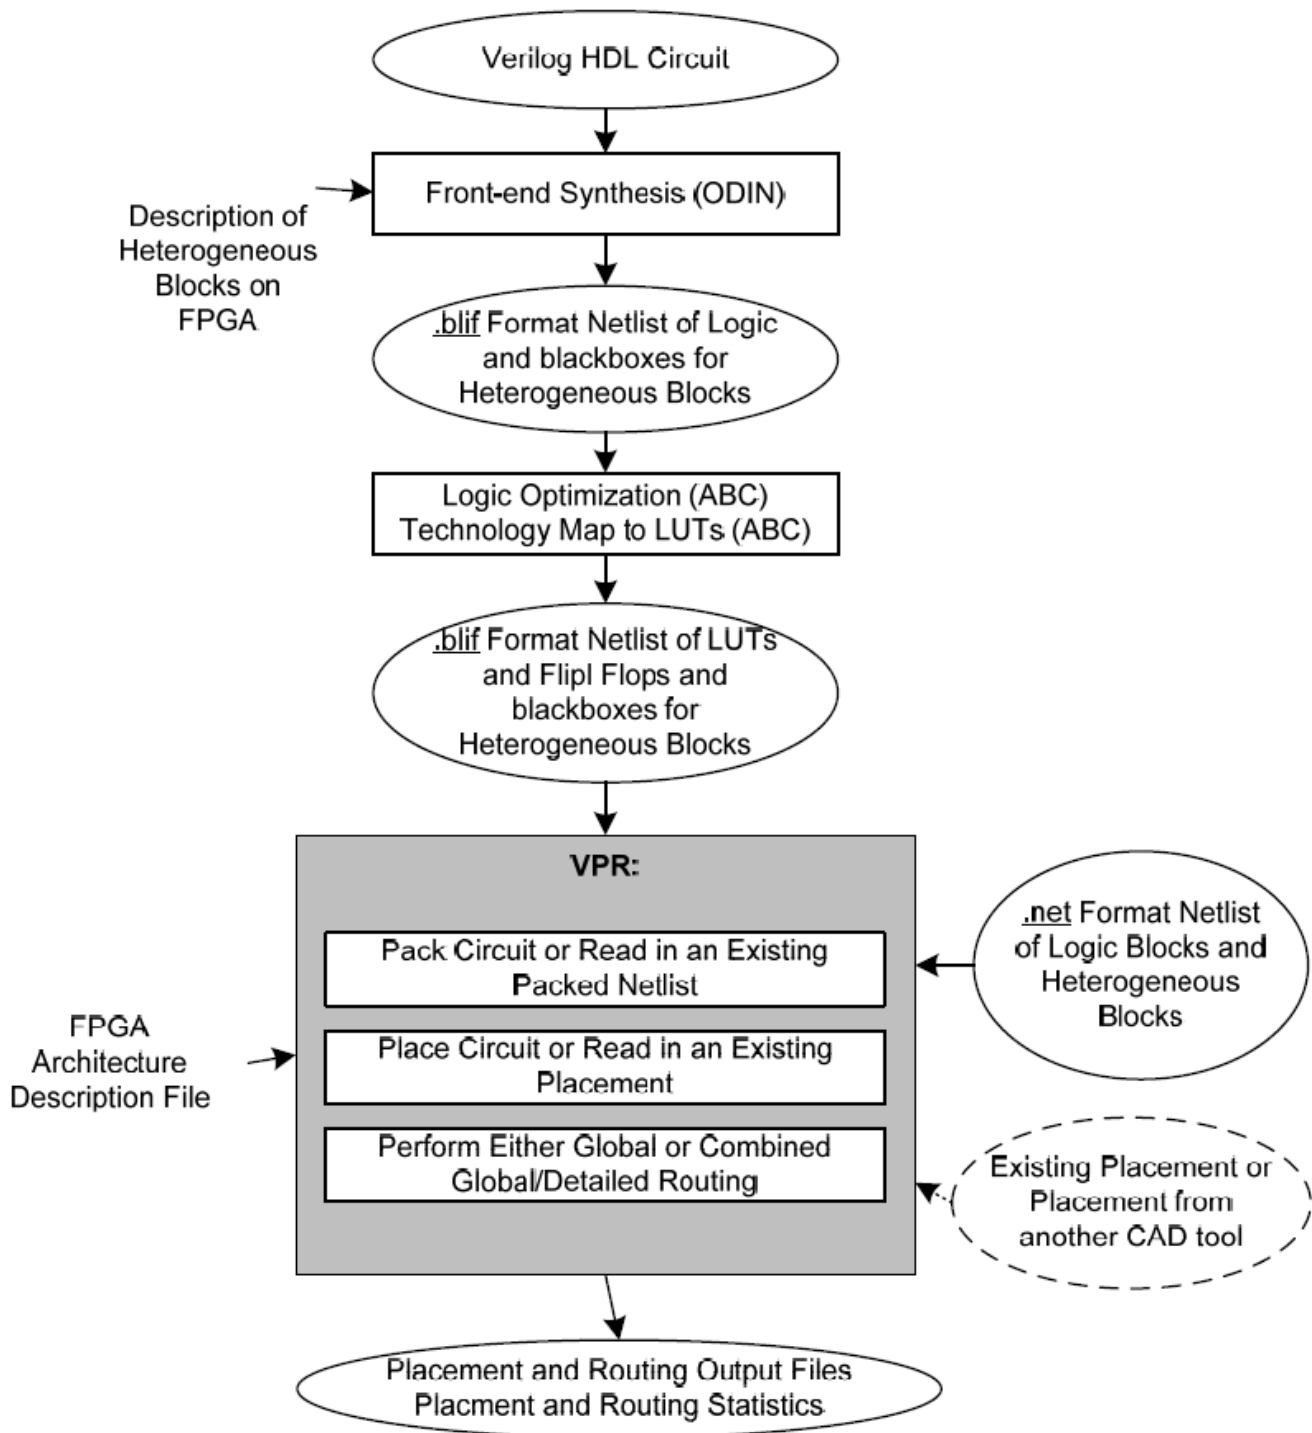 Verilog HDL Circuit
Front-end Synthesis (ODIN)
Description of
Heterogeneous
Blocks on
FPGA
.blif Format Netlist of Logic
and blackboxes for
Heterogeneous Blocks
Logic Optimization (ABC)
Technology Map to LUTs (ABC)
.blif Format Netlist of LUTs
and Flipl Flops and
blackboxes for
Heterogeneous Blocks
VPR:
Pack Circuit or Read in an Existing
Packed Netlist
Place Circuit or Read in an Existing
Placement
Perform Either Global or Combined
Global/Detailed Routing
.net Format Netlist
of Logic Blocks and
Heterogeneous
Blocks
FPGA
Architecture
Description File
Existing Placement or
Placement from
another CAD tool
Placement and Routing Output Files
Placment and Routing Statistics